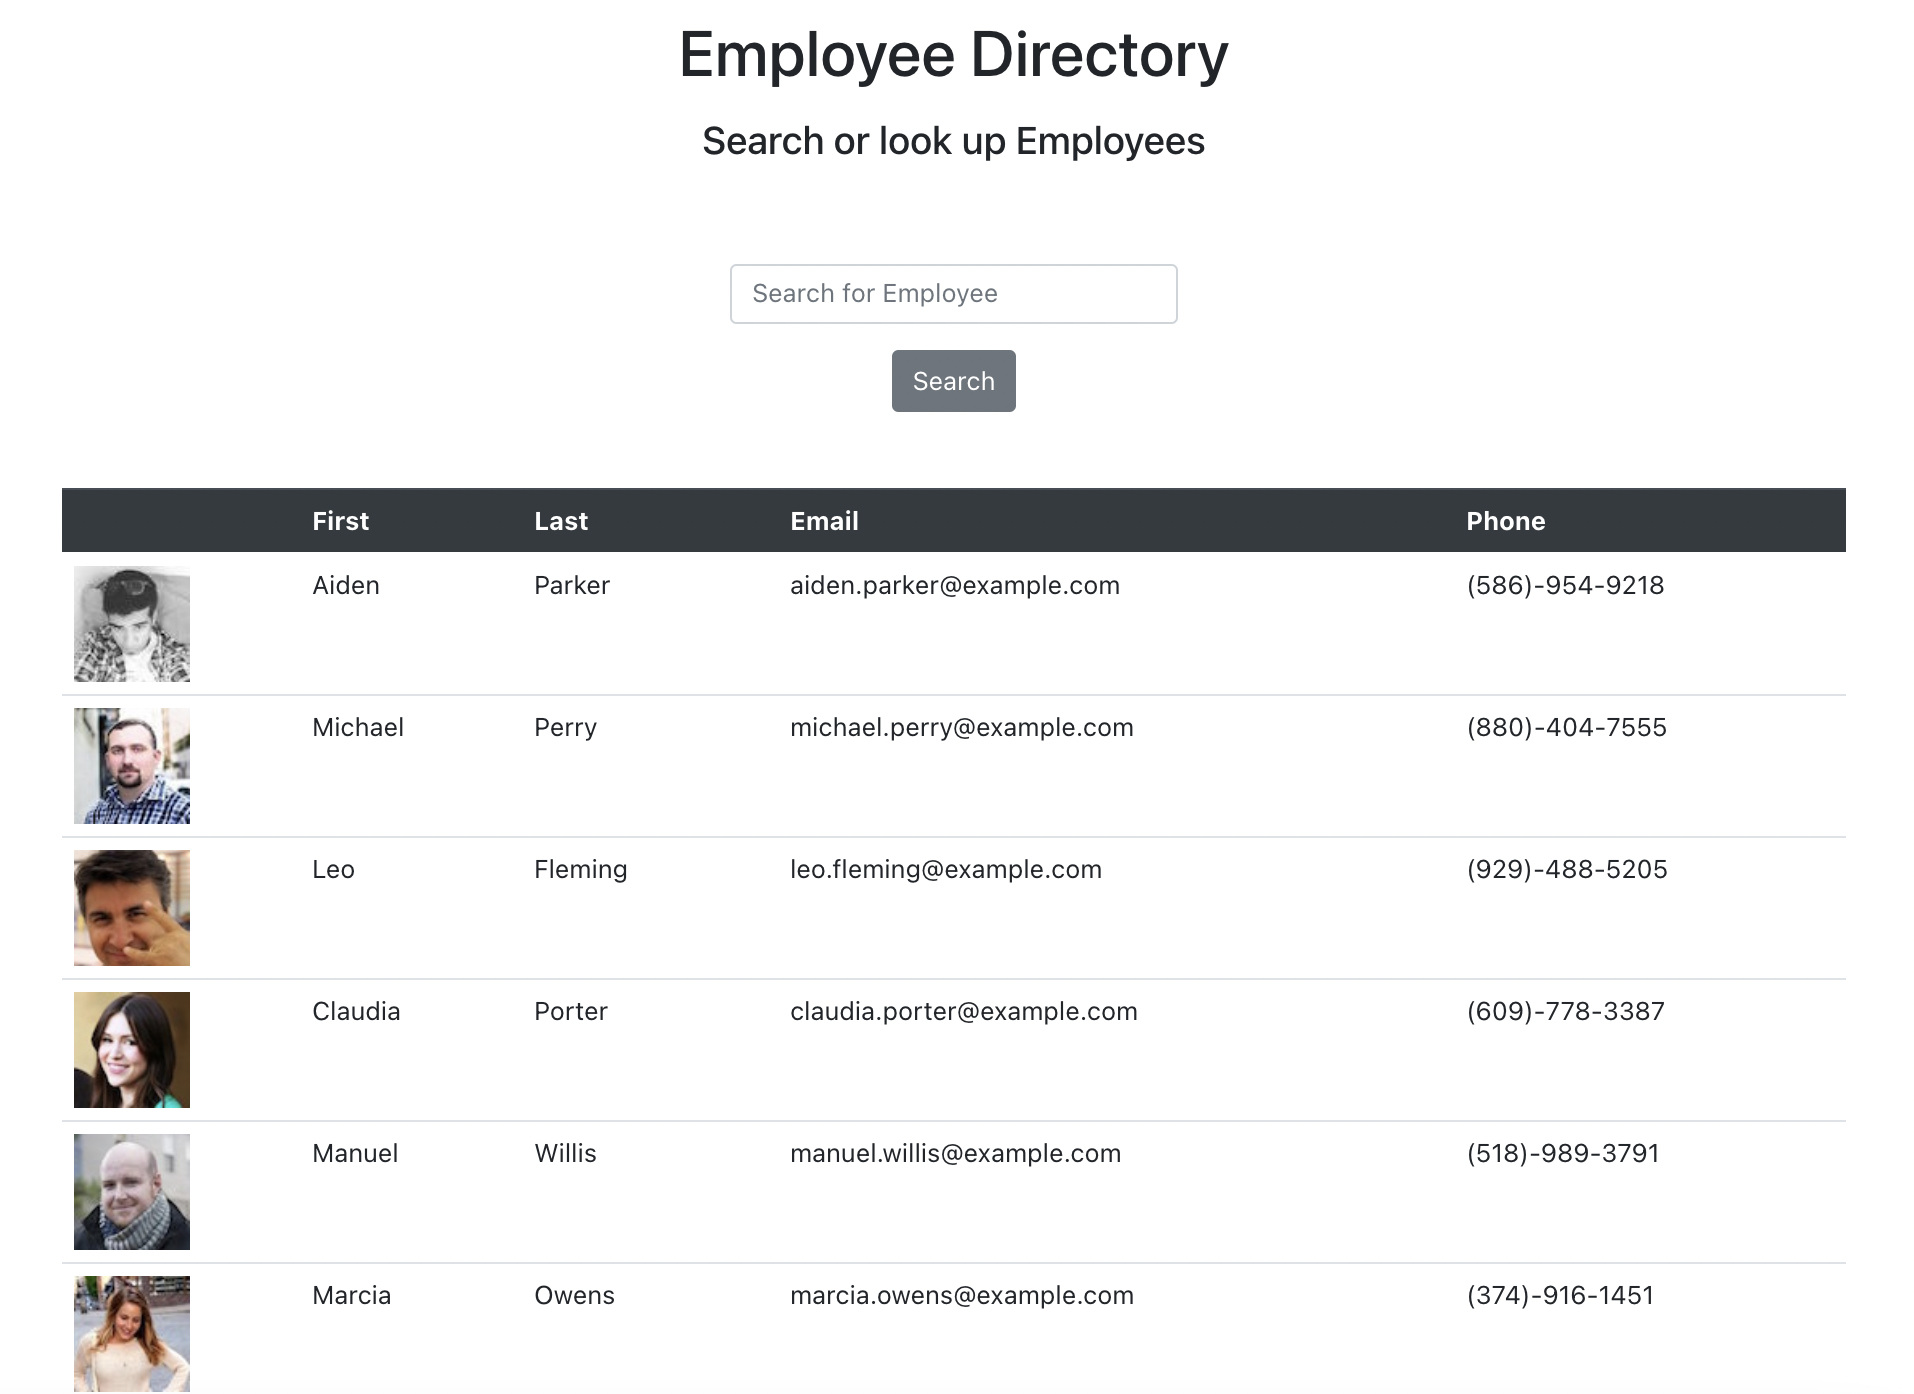 Employee Directory
Search or look up Employees
Search for Employee
Search
First Last Email Phone
Aiden Parker aiden.parker@example.com (586)-954-9218
Michael Perry michael.perry@example.com (880)-404-7555
Leo Fleming leo.fleming@example.com (929)-488-5205
Claudia Porter claudia.porter@example.com (609)-778-3387
Manuel Willis manuel.willis@example.com (518)-989-3791
Marcia Owens marcia.owens@example.com (374)-916-1451